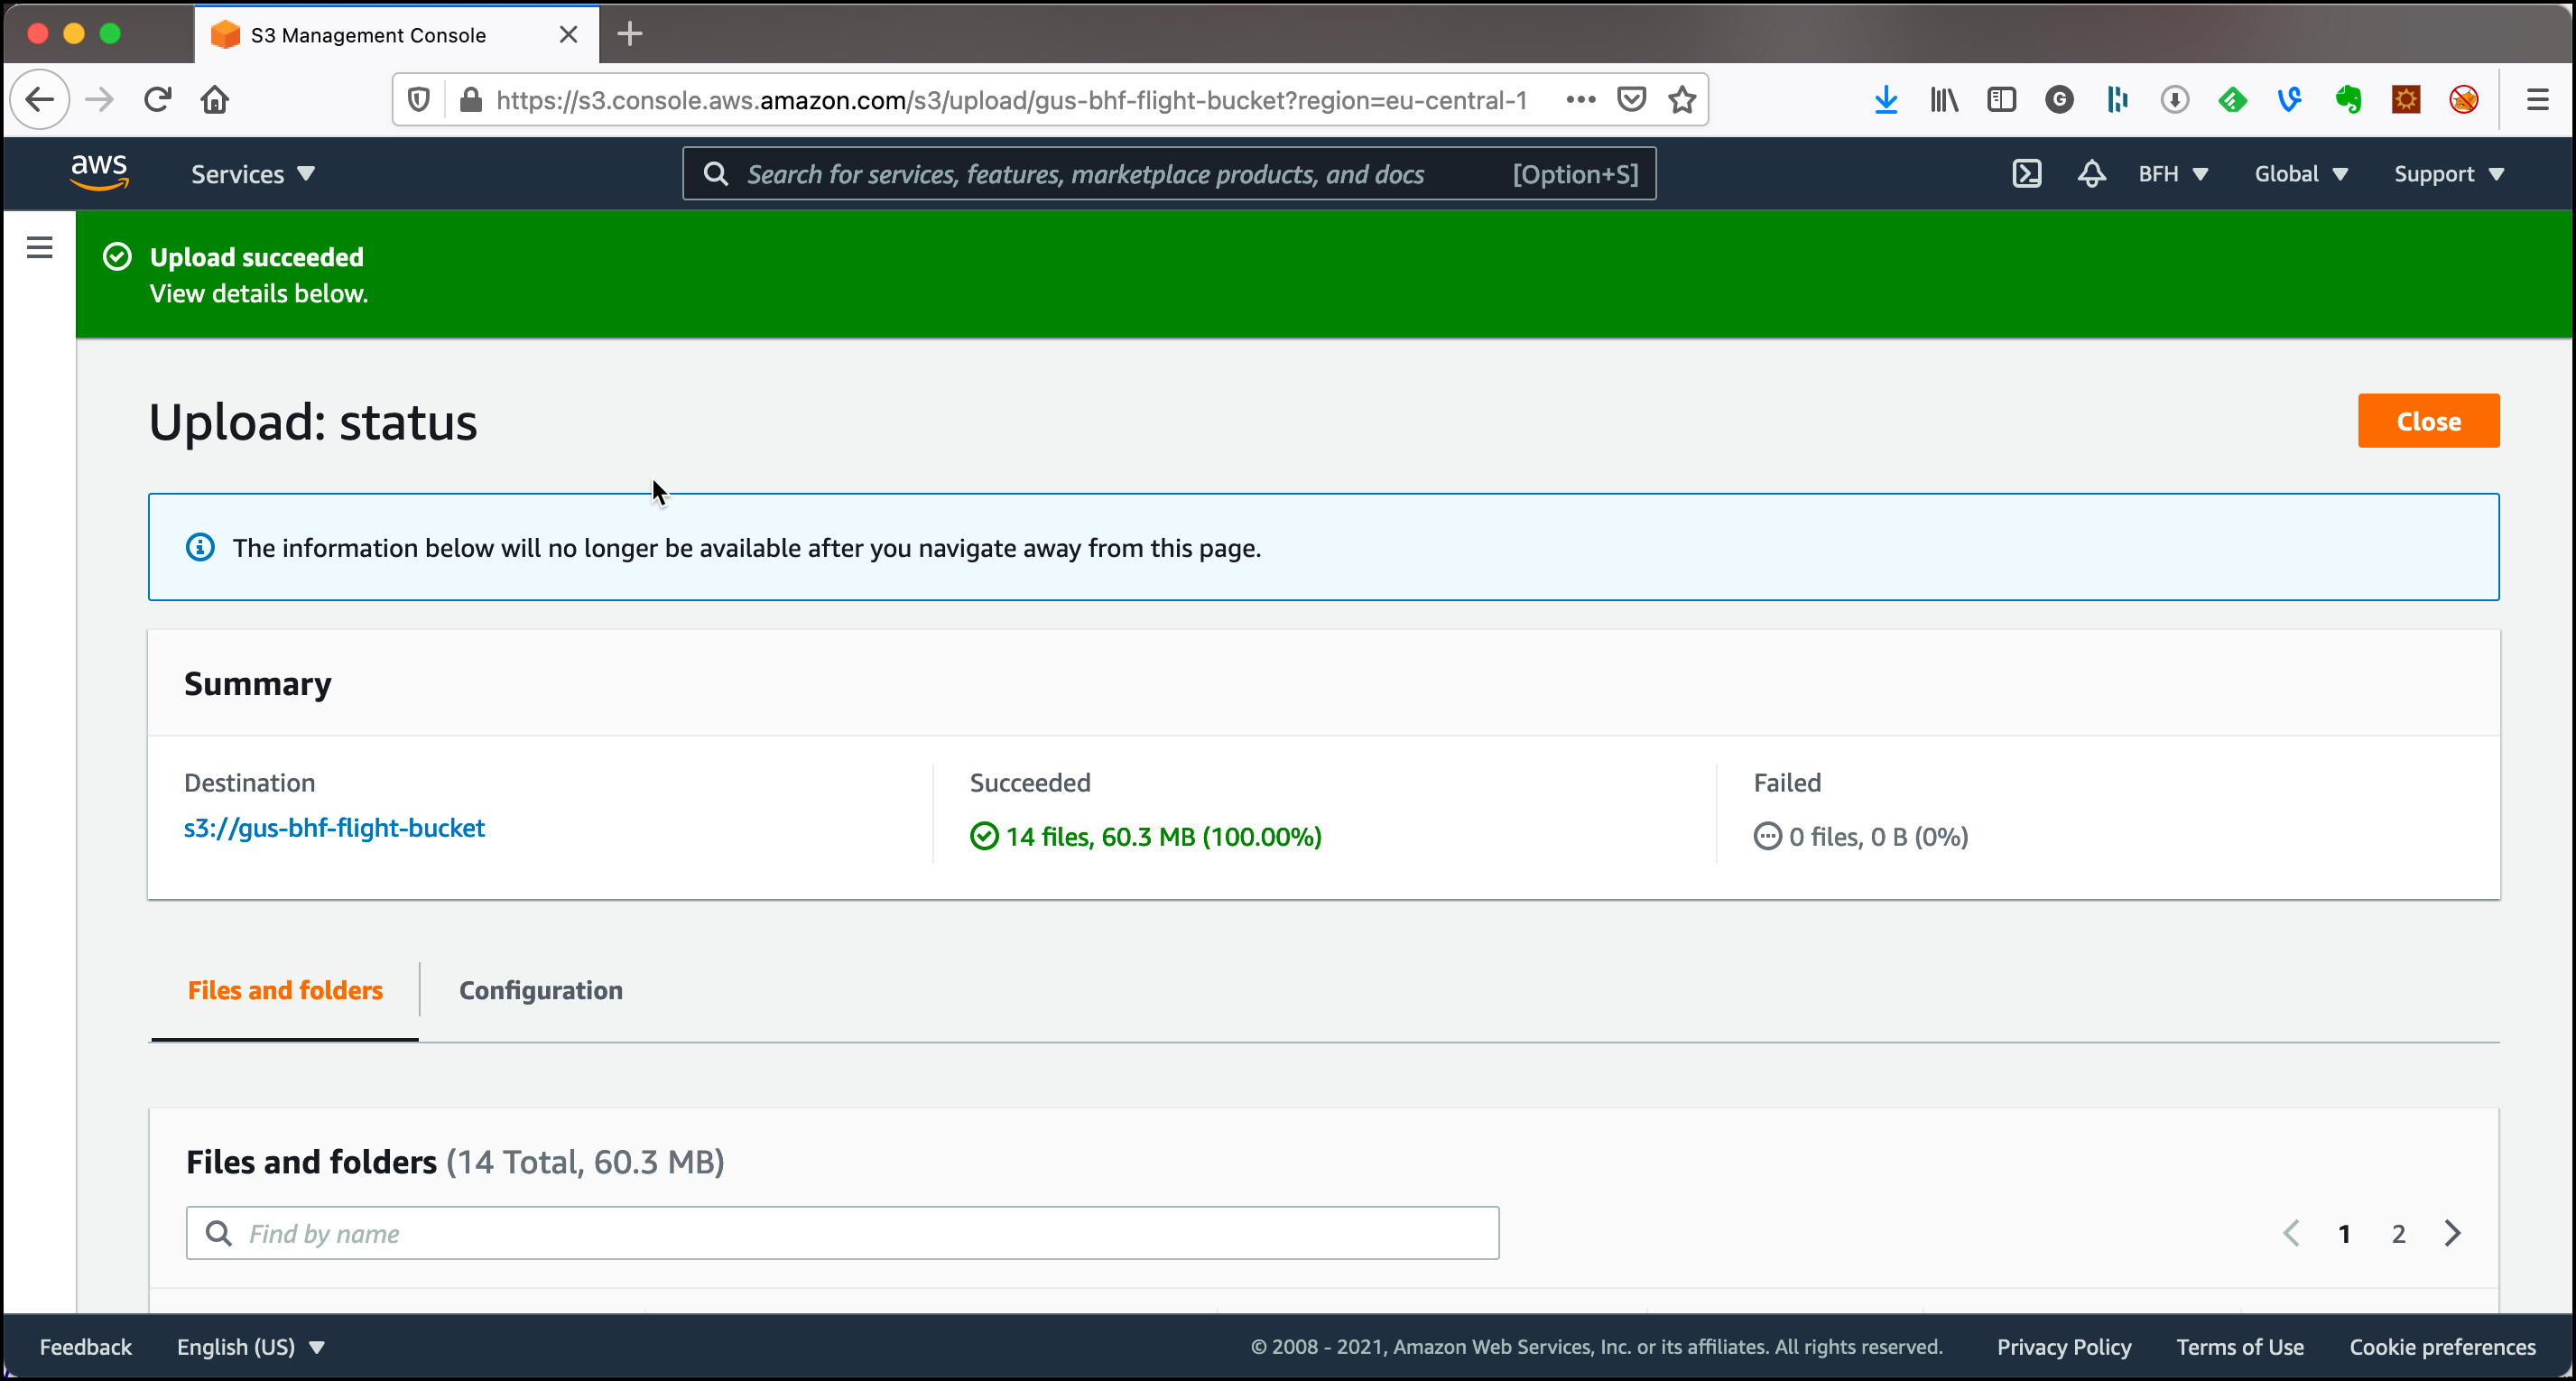 S3 Management Console
https://s3.console.aws.amazon.com/s3/upload/gus-bhf-flight-bucket?region=eu-central-1
aws
Services
Search for services, features, marketplace products, and docs
[Option+S]
BFH
Global
Support
Upload succeeded
View details below.
Upload: status
Close
The information below will no longer be available after you navigate away from this page.
Summary
Destination
s3://gus-bhf-flight-bucket
Succeeded
14 files, 60.3 MB (100.00%)
Failed
0 files, 0 B (0%)
Files and folders
Configuration
Files and folders (14 Total, 60.3 MB)
Find by name
1
2
Feedback
English (US)
© 2008 - 2021, Amazon Web Services, Inc. or its affiliates. All rights reserved.
Privacy Policy
Terms of Use
Cookie preferences